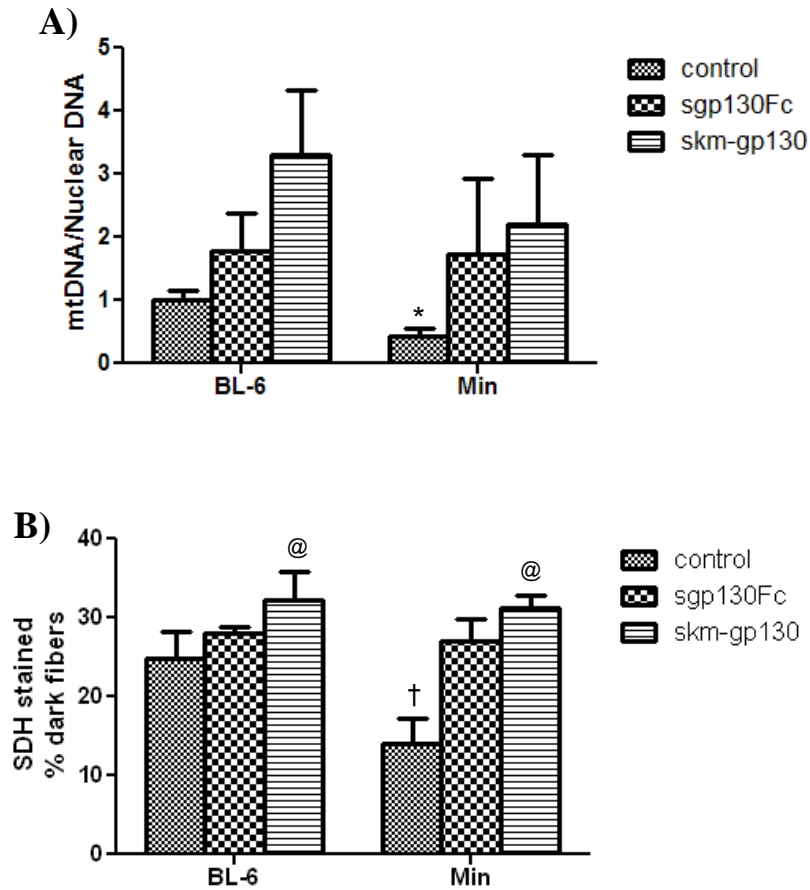 A)
mtDNA/Nuclear DNA
5
4
3
2
1
0
*
BL-6
Min
control
sgp130Fc
skm-gp130
B)
SDH stained
% dark fibers
40
30
20
10
0
@
†
@
BL-6
Min
control
sgp130Fc
skm-gp130